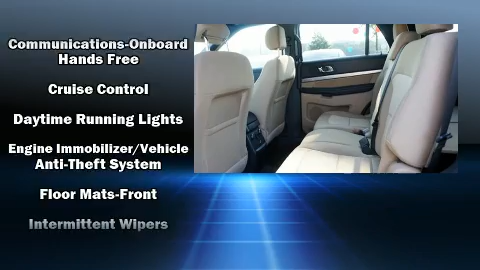 Communications-Onboard
Hands Free
Cruise Control
Daytime Running Lights
Engine Immobilizer/Vehicle
Anti-Theft System
Floor Mats-Front
Intermittent Wipers